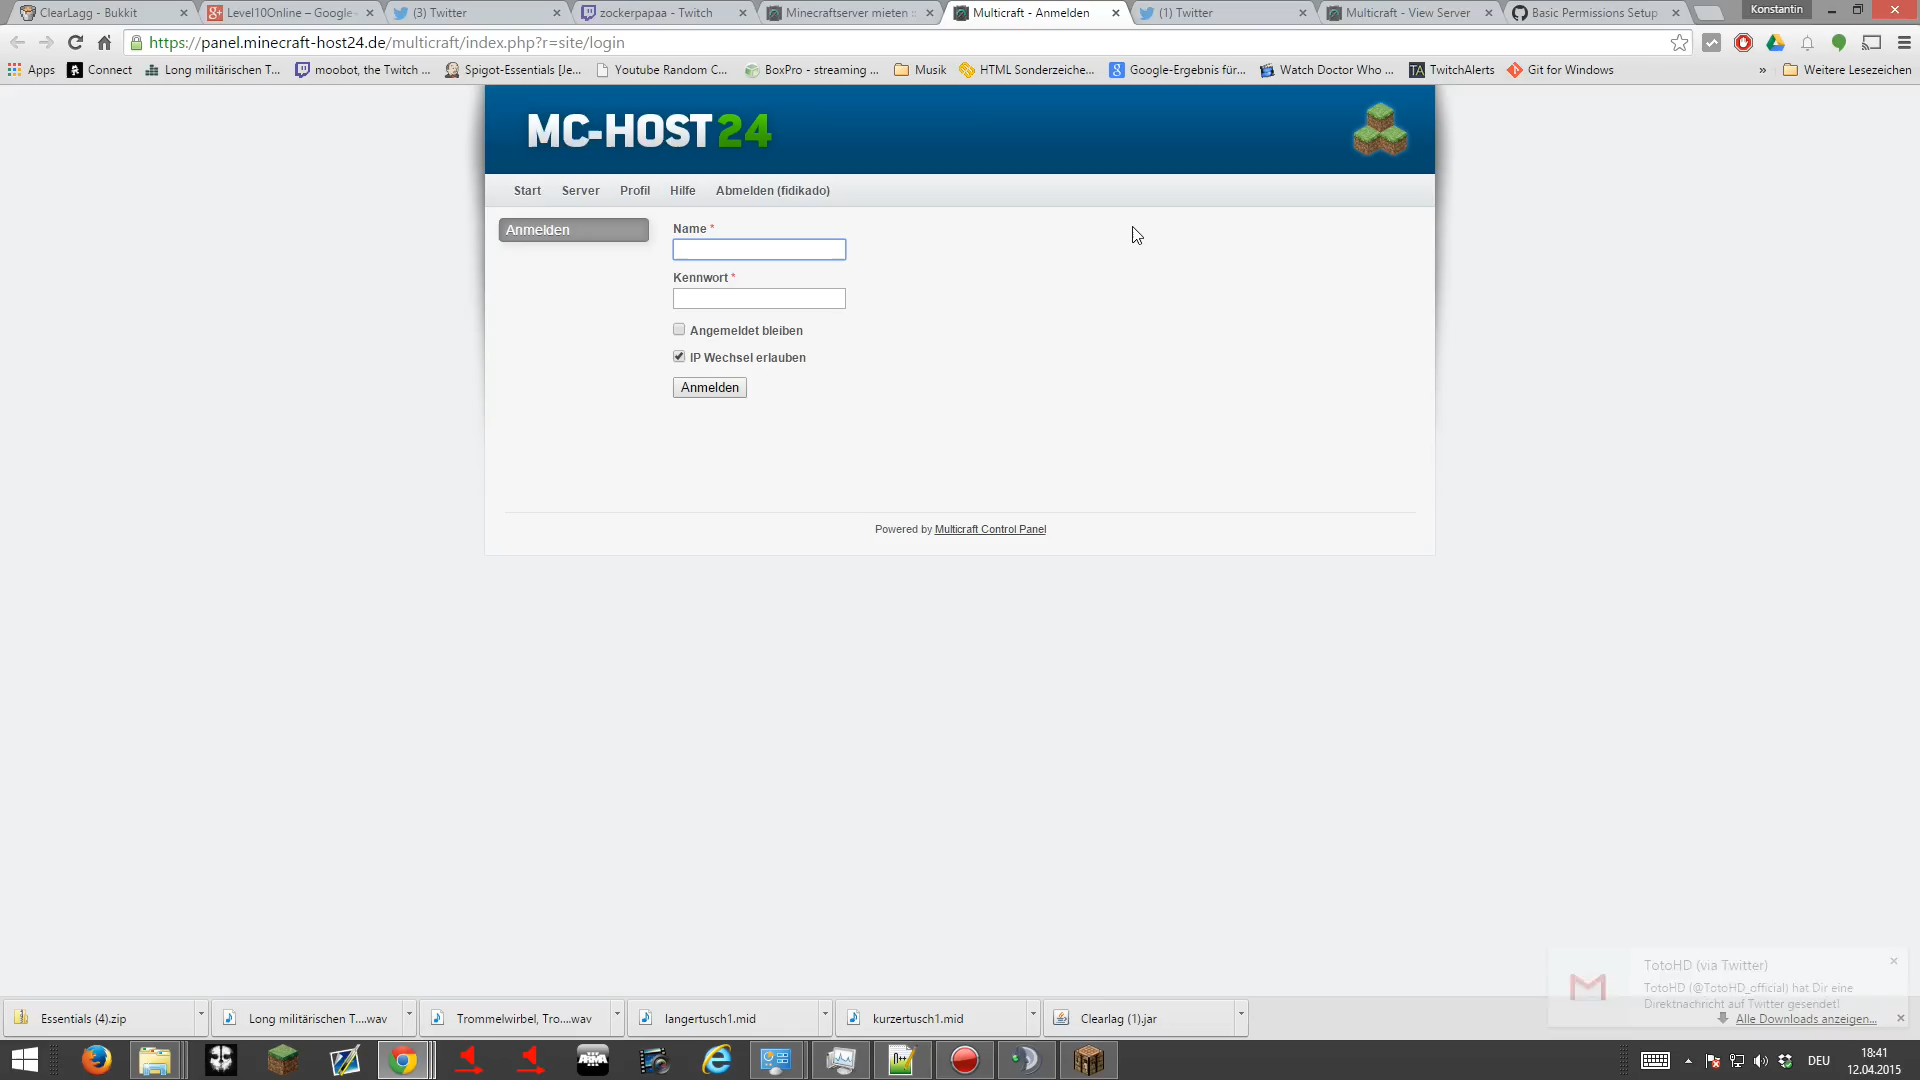 ClearLagg - Bukkit
Level10Online – Google-
(3) Twitter
zockerpapaa - Twitch
Minecraftserver mieten
Multicraft - Anmelden
(1) Twitter
Multicraft - View Server
Basic Permissions Setup
Konstantin
https://panel.minecraft-host24.de/multicraft/index.php?r=site/login
Apps
Connect
Long militärischen T...
moobot, the Twitch ...
Spigot-Essentials [Je...
Youtube Random C...
BoxPro - streaming ...
Musik
HTML Sonderzeiche...
Google-Ergebnis für...
Watch Doctor Who ...
TA TwitchAlerts
Git for Windows
»
Weitere Lesezeichen
MC-HOST24
Start Server Profil Hilfe Abmelden (fidikado)
Anmelden
Name *
Kennwort *
Angemeldet bleiben
IP Wechsel erlauben
Anmelden
Powered by Multicraft Control Panel
TotoHD (via Twitter)
TotoHD (@TotoHD_official) hat Dir eine
Direktnachricht auf Twitter gesendet!
Essentials (4).zip
Long militärischen T....wav
Trommelwirbel, Tro....wav
langertusch1.mid
kurzertusch1.mid
Clearlag (1).jar
Alle Downloads anzeigen...
ARMA
DEU
18:41
12.04.2015